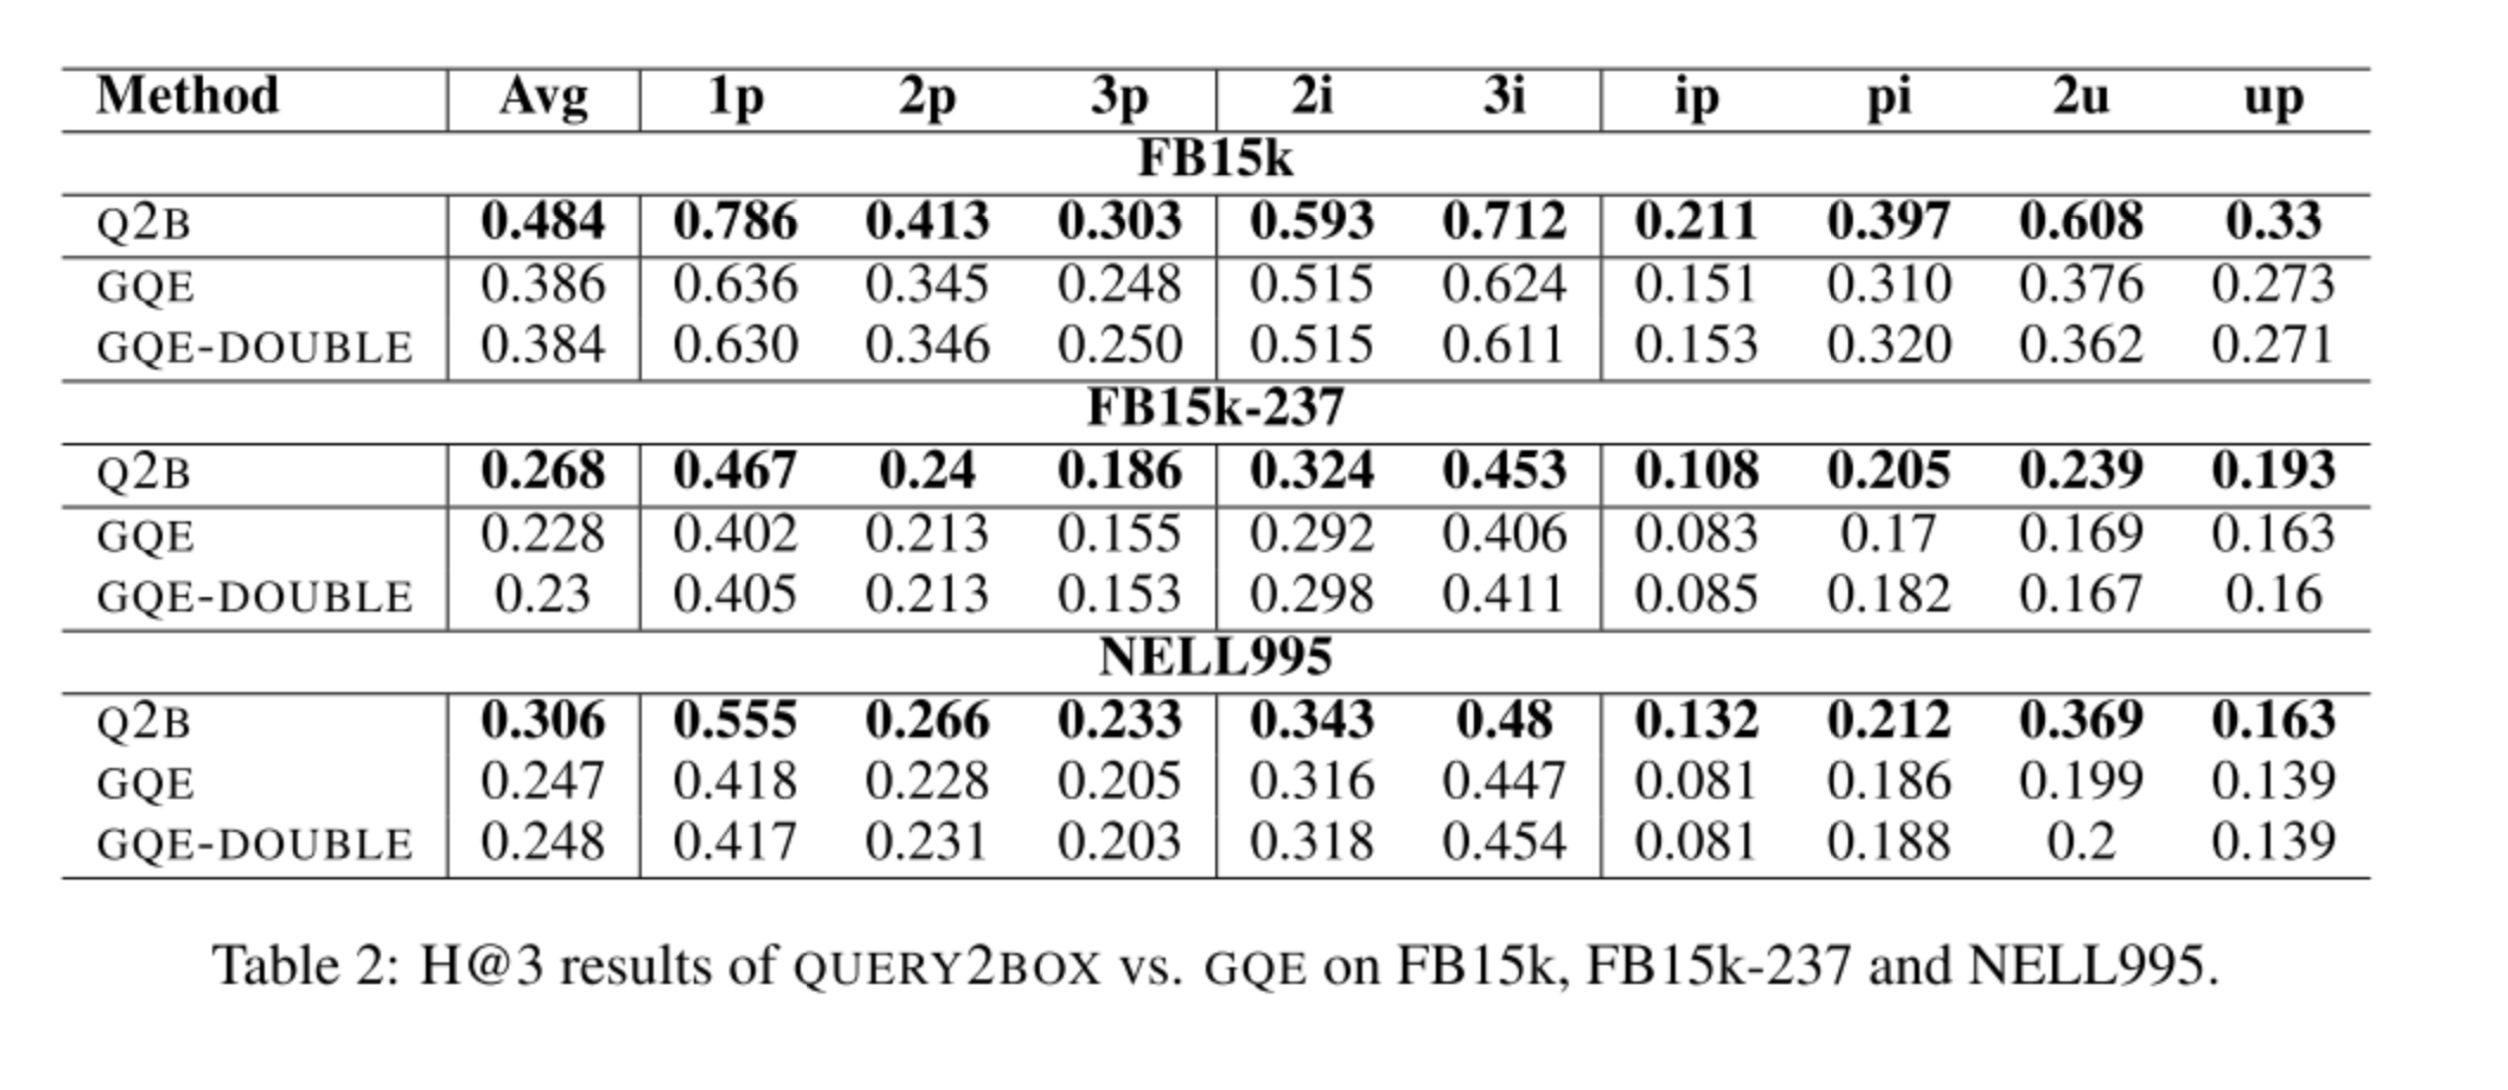 Method Avg 1p 2p 3p 2i 3i ip pi 2u up
FB15k
Q2B 0.484 0.786 0.413 0.303 0.593 0.712 0.211 0.397 0.608 0.33
GQE 0.386 0.636 0.345 0.248 0.515 0.624 0.151 0.310 0.376 0.273
GQE-DOUBLE 0.384 0.630 0.346 0.250 0.515 0.611 0.153 0.320 0.362 0.271
FB15k-237
Q2B 0.268 0.467 0.24 0.186 0.324 0.453 0.108 0.205 0.239 0.193
GQE 0.228 0.402 0.213 0.155 0.292 0.406 0.083 0.17 0.169 0.163
GQE-DOUBLE 0.23 0.405 0.213 0.153 0.298 0.411 0.085 0.182 0.167 0.16
NELL995
Q2B 0.306 0.555 0.266 0.233 0.343 0.48 0.132 0.212 0.369 0.163
GQE 0.247 0.418 0.228 0.205 0.316 0.447 0.081 0.186 0.199 0.139
GQE-DOUBLE 0.248 0.417 0.231 0.203 0.318 0.454 0.081 0.188 0.2 0.139
Table 2: H@3 results of QUERY2BOX vs. GQE on FB15k, FB15k-237 and NELL995.